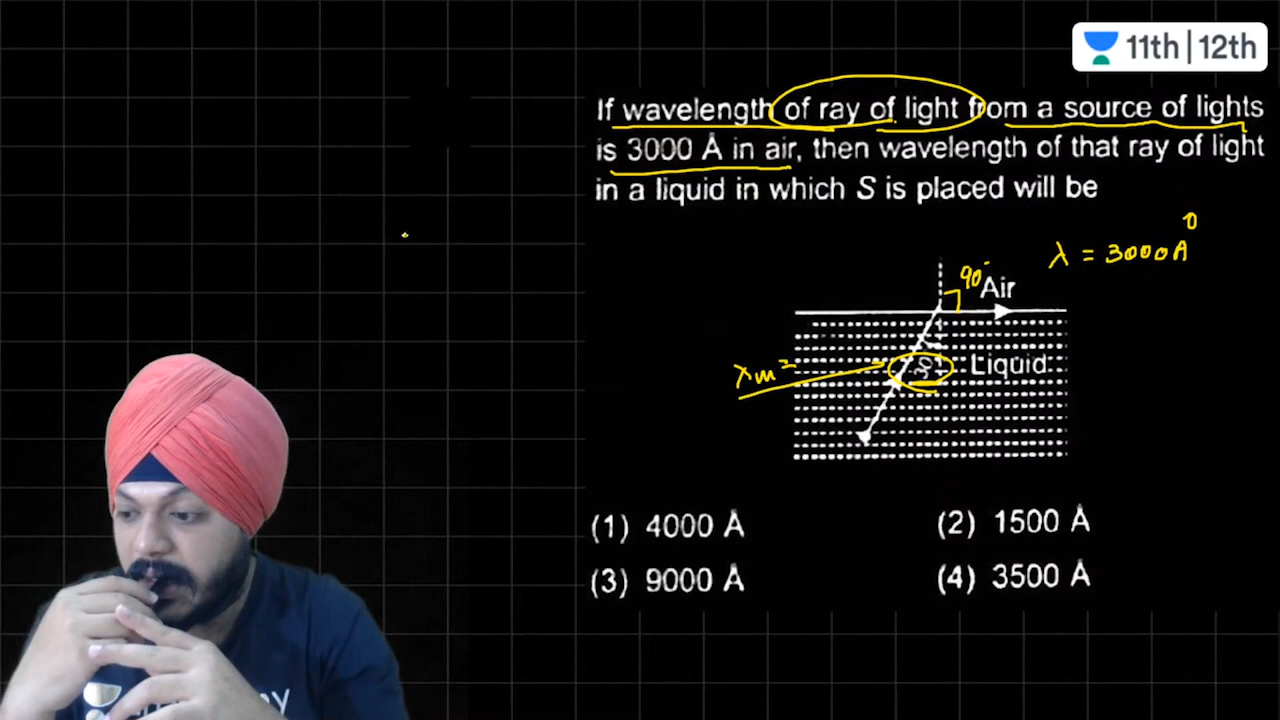 11th | 12th
If wavelength of ray of light from a source of lights
is 3000 Å in air, then wavelength of that ray of light
in a liquid in which S is placed will be
λ = 3000A⁰
90°
Air
Liquid
λm =
(1) 4000 Å
(2) 1500 Å
(3) 9000 Å
(4) 3500 Å